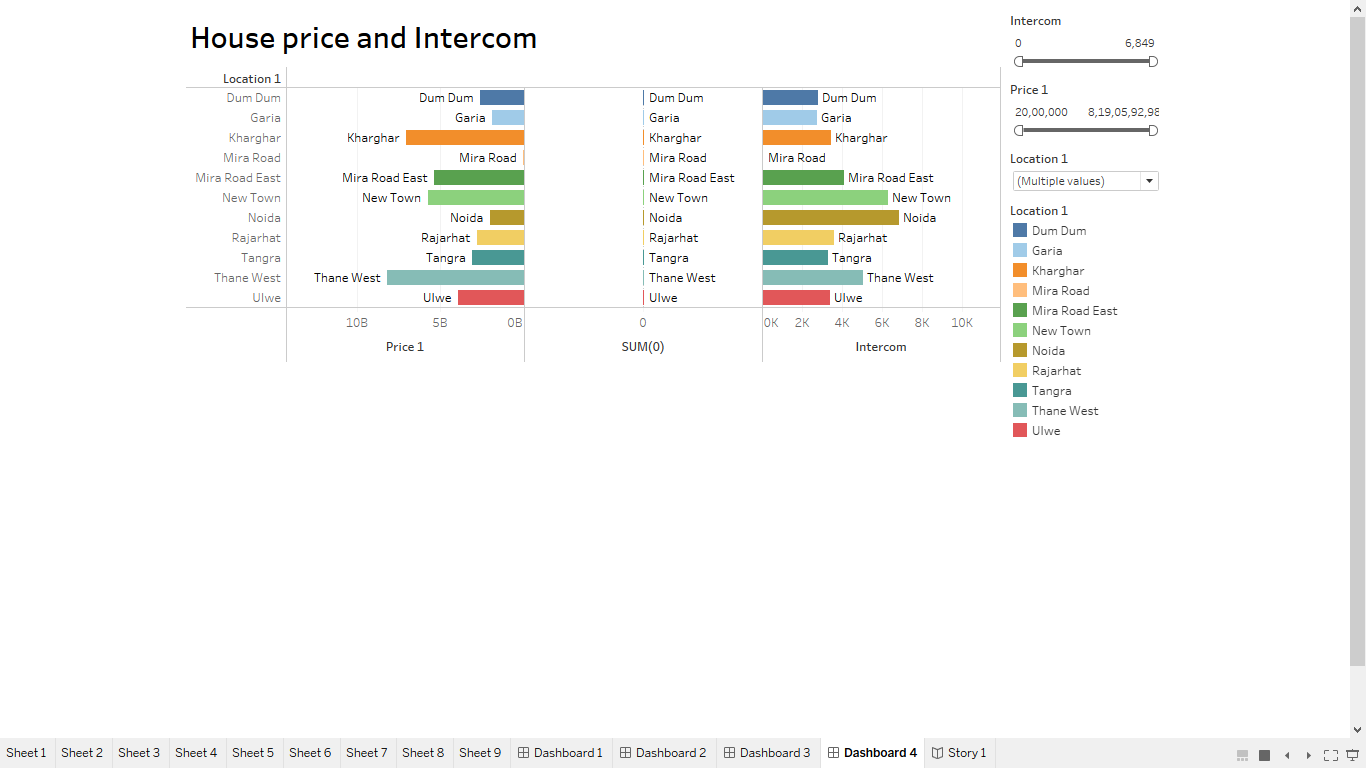 House price and Intercom
Location 1
Dum Dum Dum Dum Dum Dum Dum Dum
Garia Garia Garia Garia
Kharghar Kharghar Kharghar Kharghar
Mira Road Mira Road Mira Road Mira Road
Mira Road East Mira Road East Mira Road East Mira Road East
New Town New Town New Town New Town
Noida Noida Noida Noida
Rajarhat Rajarhat Rajarhat Rajarhat
Tangra Tangra Tangra Tangra
Thane West Thane West Thane West Thane West
Ulwe Ulwe Ulwe Ulwe
10B 5B 0B 0 0K 2K 4K 6K 8K 10K
Price 1 SUM(0) Intercom
Intercom
0 6,849
Price 1
20,00,000 8,19,05,92,98
Location 1
(Multiple values)
Location 1
Dum Dum
Garia
Kharghar
Mira Road
Mira Road East
New Town
Noida
Rajarhat
Tangra
Thane West
Ulwe
Sheet 1 Sheet 2 Sheet 3 Sheet 4 Sheet 5 Sheet 6 Sheet 7 Sheet 8 Sheet 9 Dashboard 1 Dashboard 2 Dashboard 3 Dashboard 4 Story 1